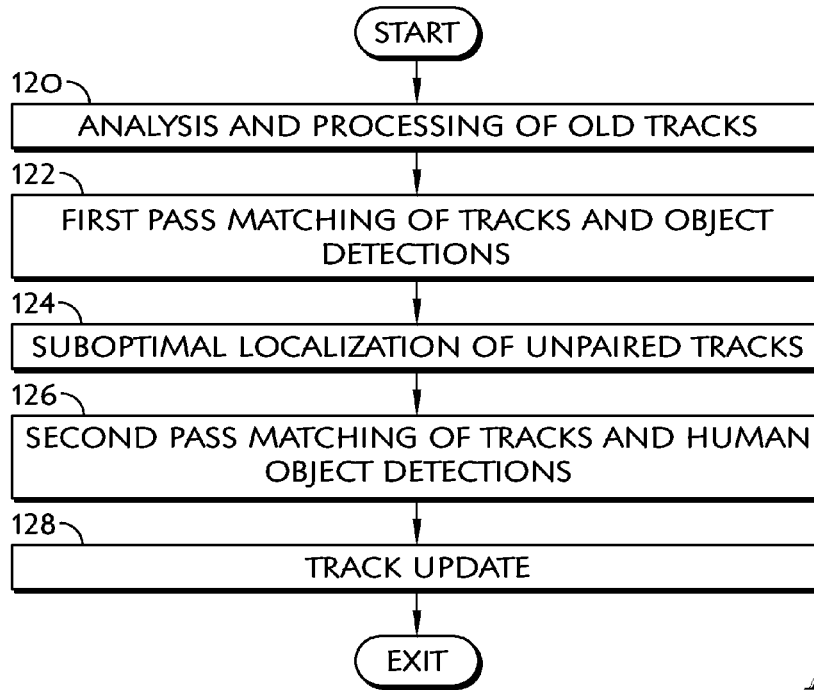 START
120
ANALYSIS AND PROCESSING OF OLD TRACKS
122
FIRST PASS MATCHING OF TRACKS AND OBJECT
DETECTIONS
124
SUBOPTIMAL LOCALIZATION OF UNPAIRED TRACKS
126
SECOND PASS MATCHING OF TRACKS AND HUMAN
OBJECT DETECTIONS
128
TRACK UPDATE
EXIT